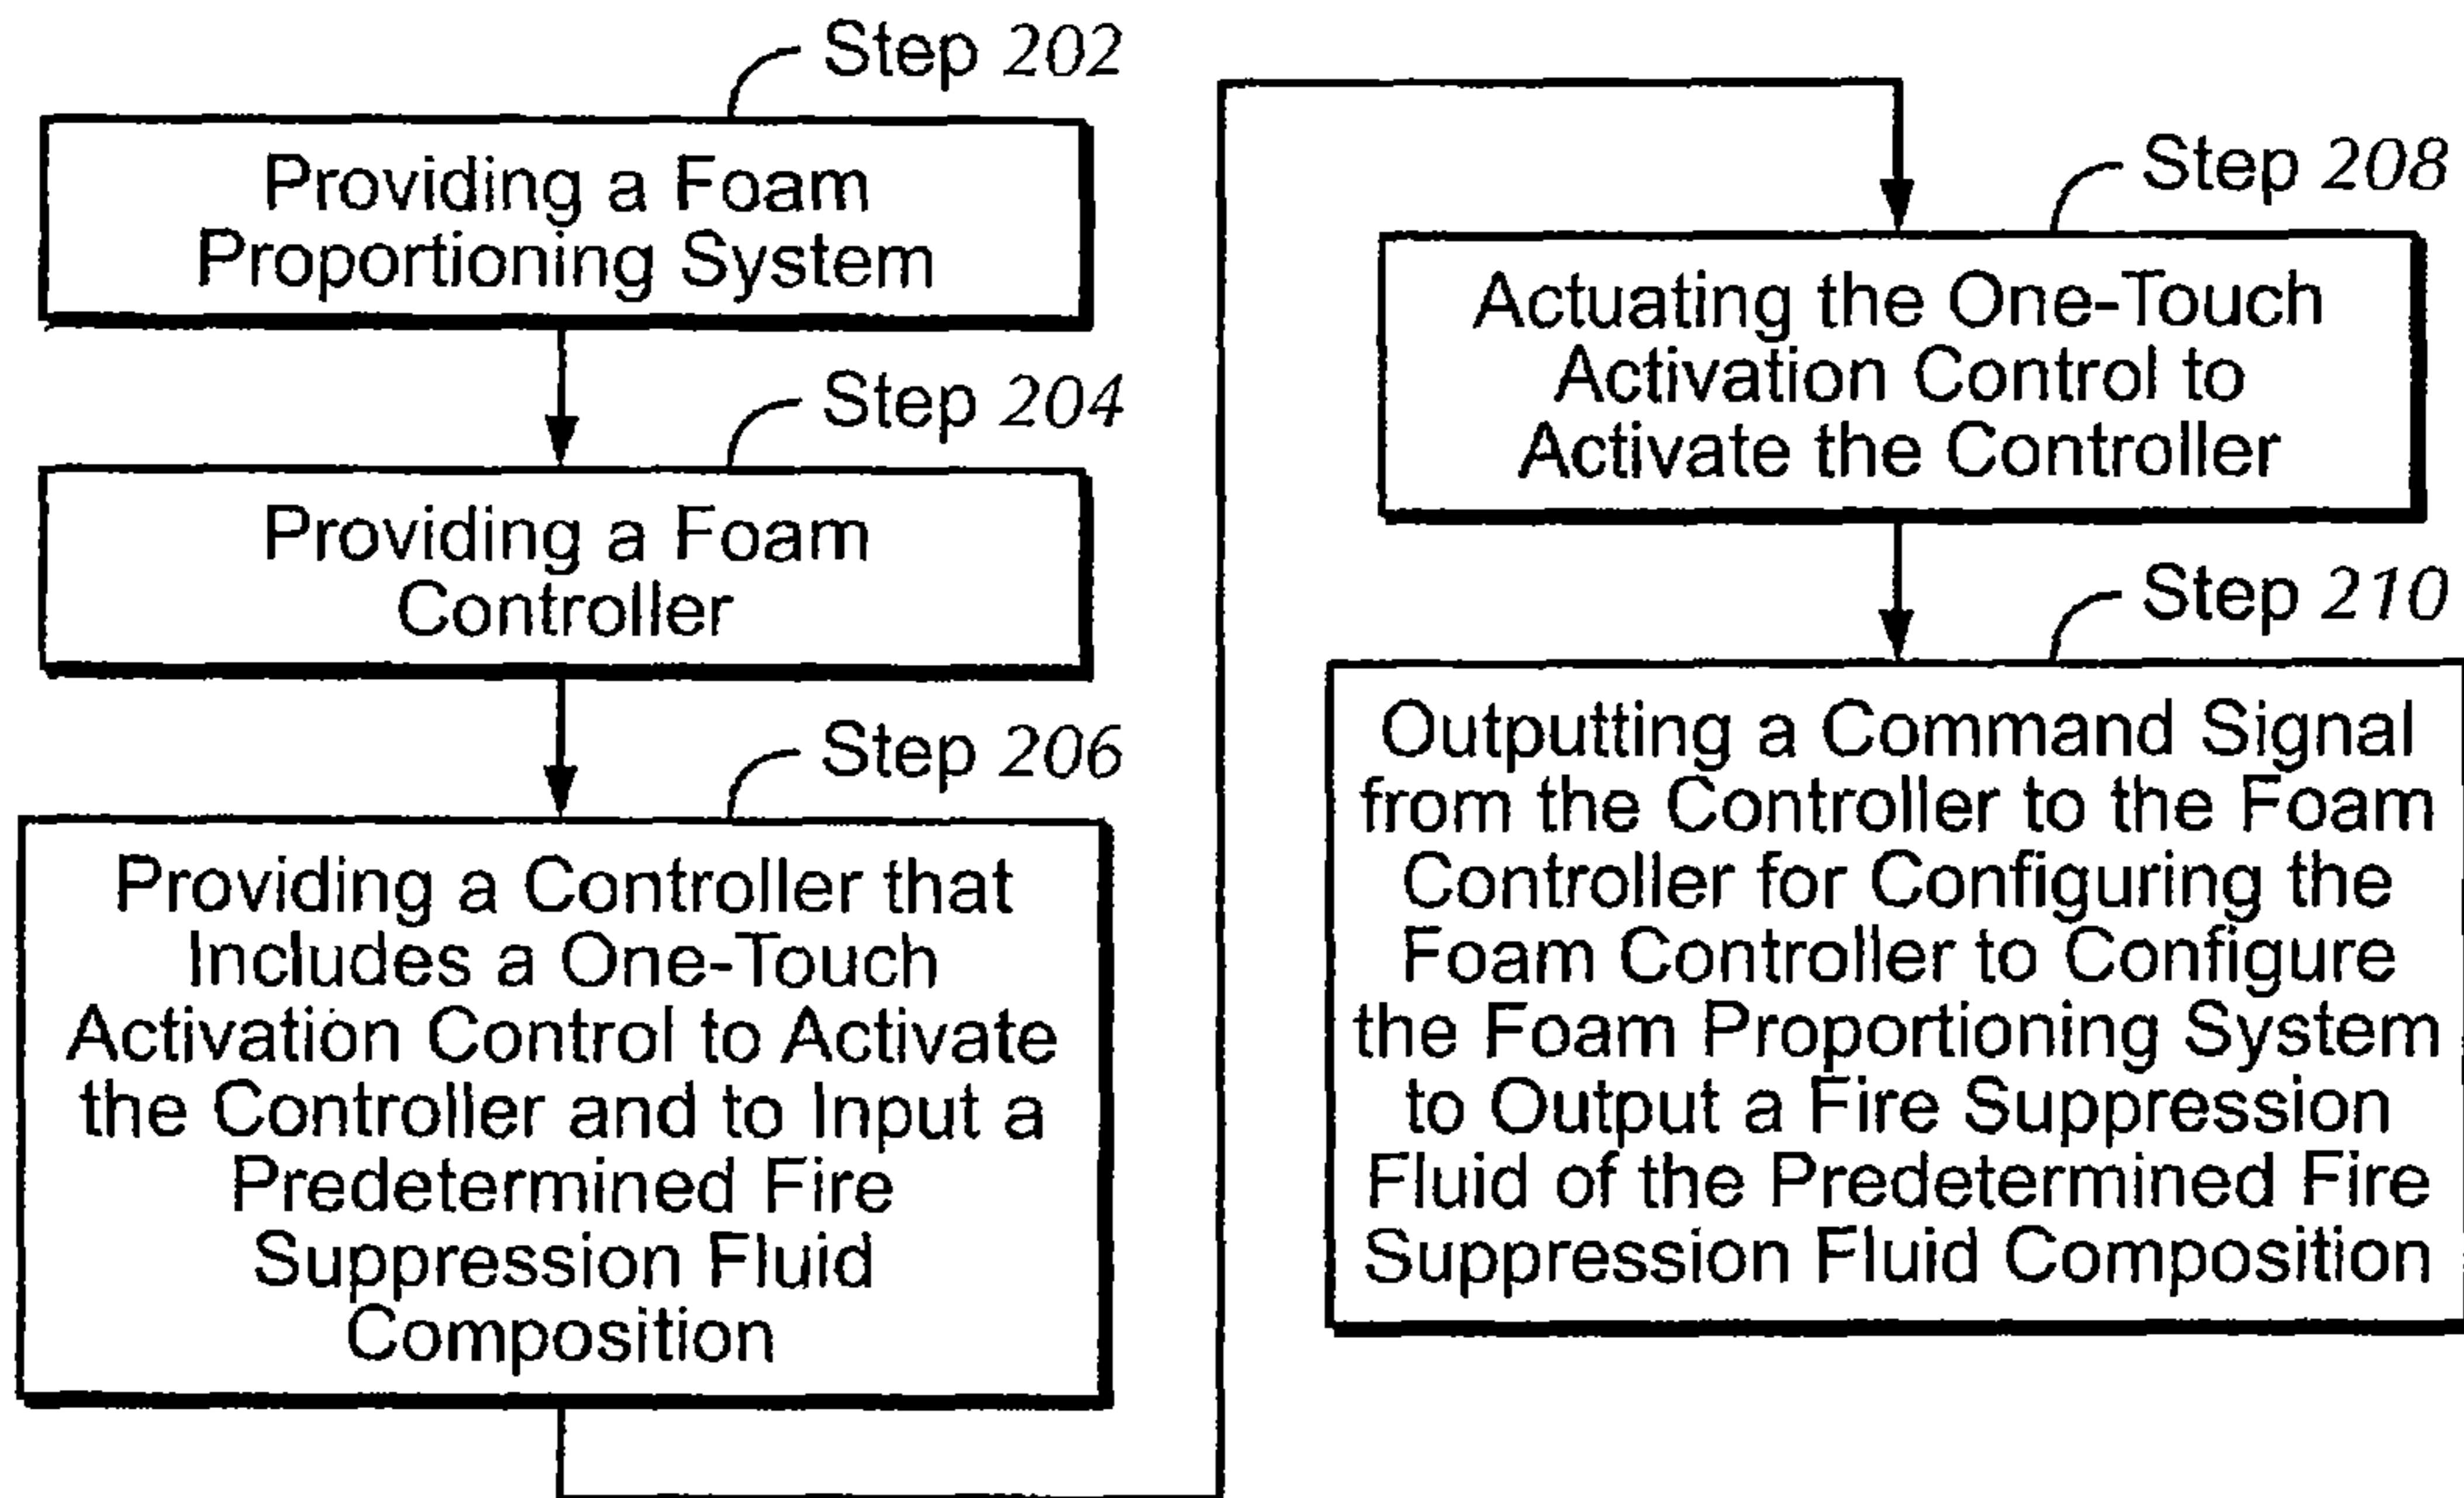 Step 202
Providing a Foam
Proportioning System
Step 204
Providing a Foam
Controller
Step 206
Providing a Controller that
Includes a One-Touch
Activation Control to Activate
the Controller and to Input a
Predetermined Fire
Suppression Fluid
Composition
Step 208
Actuating the One-Touch
Activation Control to
Activate the Controller
Step 210
Outputting a Command Signal
from the Controller to the Foam
Controller for Configuring the
Foam Controller to Configure
the Foam Proportioning System
to Output a Fire Suppression
Fluid of the Predetermined Fire
Suppression Fluid Composition